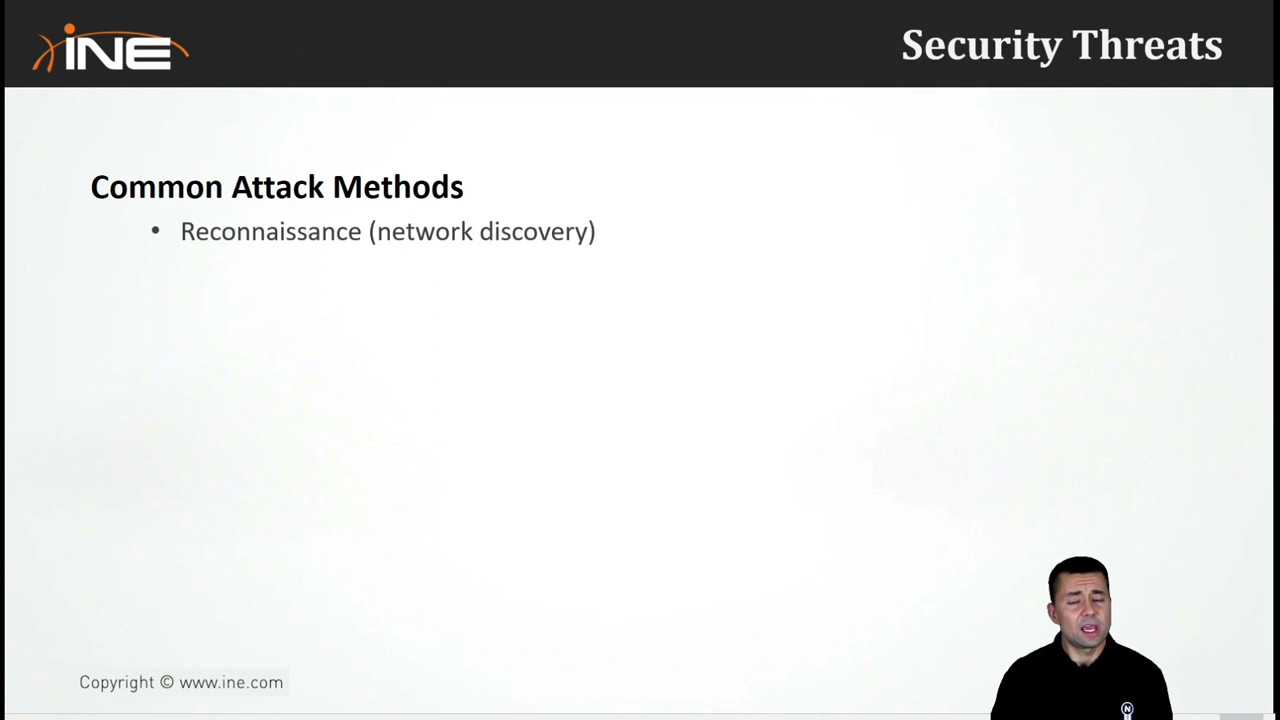 iNE
Security Threats
Common Attack Methods
• Reconnaissance (network discovery)
Copyright © www.ine.com
N